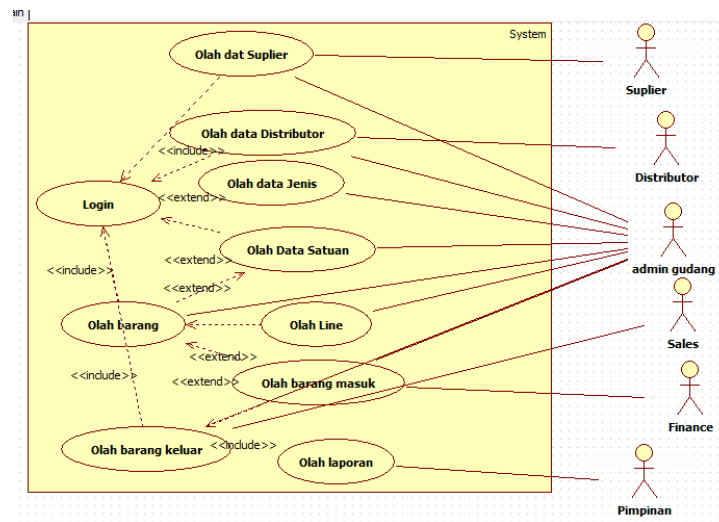 ain
System
Olah dat Suplier
Suplier
Olah data Distributor
<<include>>
Distributor
Olah data Jenis
<<extend>>
Login
Olah Data Satuan
<<extend>>
<<include>>
admin gudang
<<extend>>
Olah barang
Olah Line
Sales
<<extend>>
<<include>>
<<extend>>
Olah barang masuk
Finance
Olah barang keluar
<<include>>
Olah laporan
Pimpinan